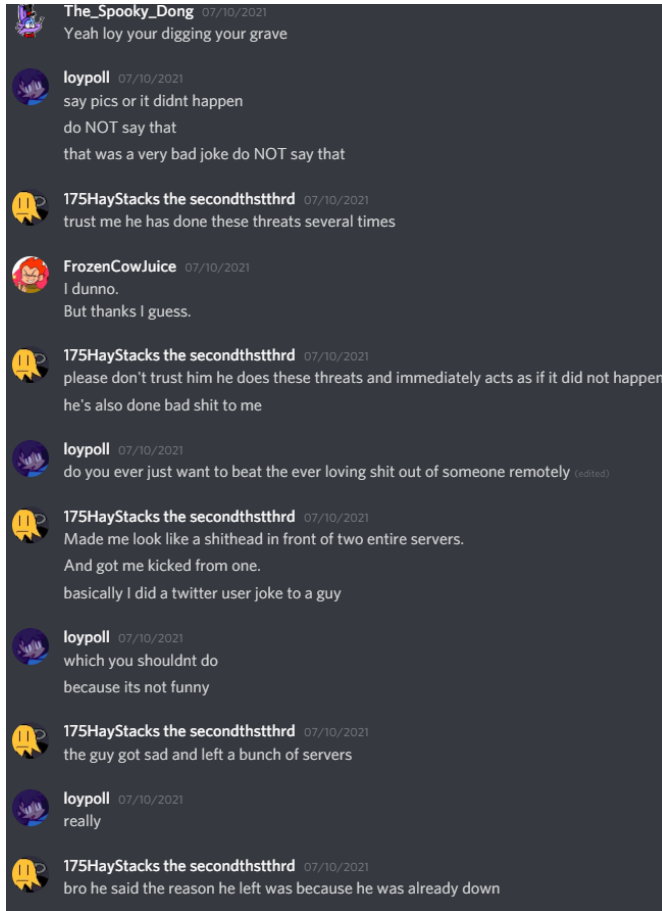 The_Spooky_Dong 07/10/2021
Yeah loy your digging your grave
loypoll 07/10/2021
say pics or it didnt happen
do NOT say that
that was a very bad joke do NOT say that
175HayStacks the secondthstthrd 07/10/2021
trust me he has done these threats several times
FrozenCowJuice 07/10/2021
I dunno.
But thanks I guess.
175HayStacks the secondthstthrd 07/10/2021
please don't trust him he does these threats and immediately acts as if it did not happen
he's also done bad shit to me
loypoll 07/10/2021
do you ever just want to beat the ever loving shit out of someone remotely (edited)
175HayStacks the secondthstthrd 07/10/2021
Made me look like a shithead in front of two entire servers.
And got me kicked from one.
basically I did a twitter user joke to a guy
loypoll 07/10/2021
which you shouldnt do
because its not funny
175HayStacks the secondthstthrd 07/10/2021
the guy got sad and left a bunch of servers
loypoll 07/10/2021
really
175HayStacks the secondthstthrd 07/10/2021
bro he said the reason he left was because he was already down